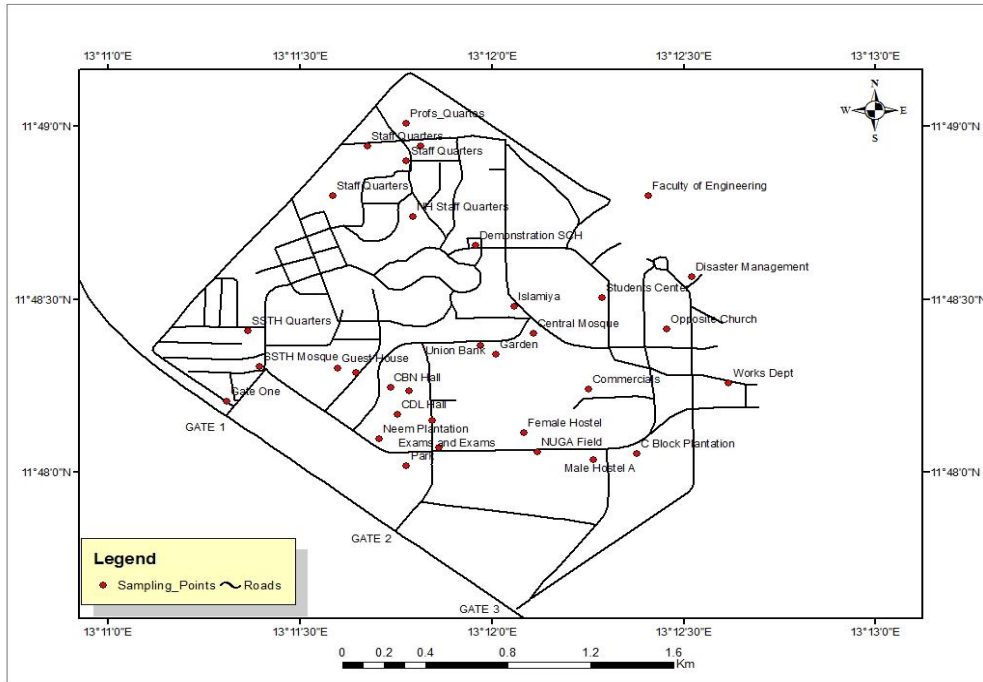 13°11'0"E 13°11'30"E 13°12'0"E 13°12'30"E 13°13'0"E
N
W E
S
11°49'0"N 11°49'0"N
Profs_Quartes
Staff Quarters
Staff Quarters
Staff Quarters
Faculty of Engineering
NH Staff Quarters
Demonstration SCH
Disaster Management
11°48'30"N 11°48'30"N
Students Center
Islamiya
SSTH Quarters
Central Mosque
Opposite Church
Union Bank
Garden
SSTH Mosque
Guest House
CBN Hall
Commercials
Works Dept
Gate One
CDL Hall
GATE 1
Neem Plantation
Female Hostel
Exams and Exams
NUGA Field
C Block Plantation
Park
Male Hostel A
11°48'0"N 11°48'0"N
GATE 2
Legend
Sampling_Points Roads
GATE 3
13°11'0"E 13°11'30"E 13°12'0"E 13°12'30"E 13°13'0"E
0 0.2 0.4 0.8 1.2 1.6
Km